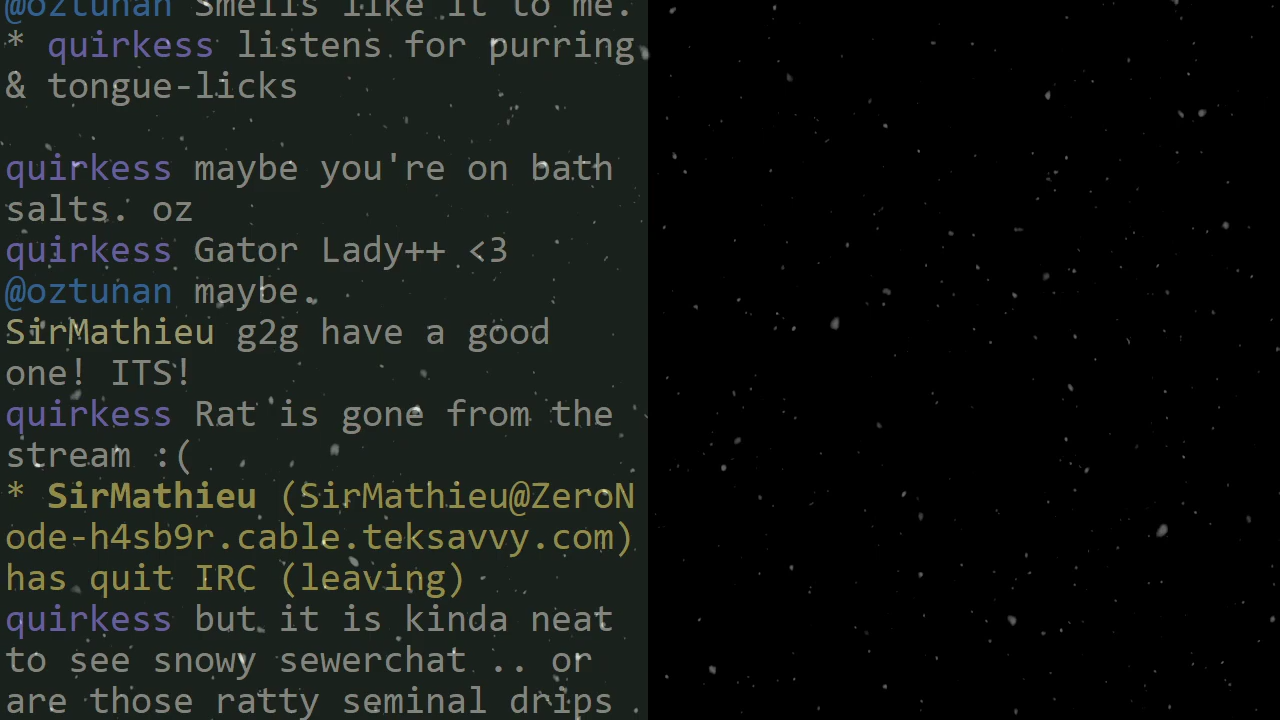 @oztunan Smells like it to me.
* quirkess listens for purring
& tongue-licks
quirkess maybe you're on bath
salts. oz
quirkess Gator Lady++ <3
@oztunan maybe.
SirMathieu g2g have a good
one! ITS!
quirkess Rat is gone from the
stream :(
* SirMathieu (SirMathieu@ZeroN
ode-h4sb9r.cable.teksavvy.com)
has quit IRC (leaving)
quirkess but it is kinda neat
to see snowy sewerchat .. or
are those ratty seminal drips